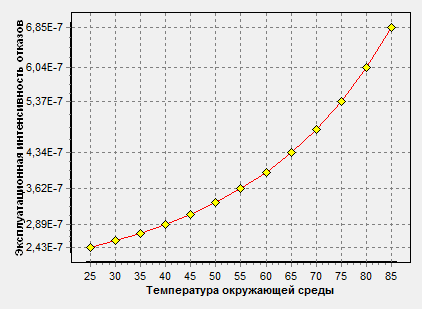 Эксплуатационная интенсивность отказов
6,85E-7
6,04E-7
5,37E-7
4,34E-7
3,62E-7
2,89E-7
2,43E-7
25 30 35 40 45 50 55 60 65 70 75 80 85
Температура окружающей среды